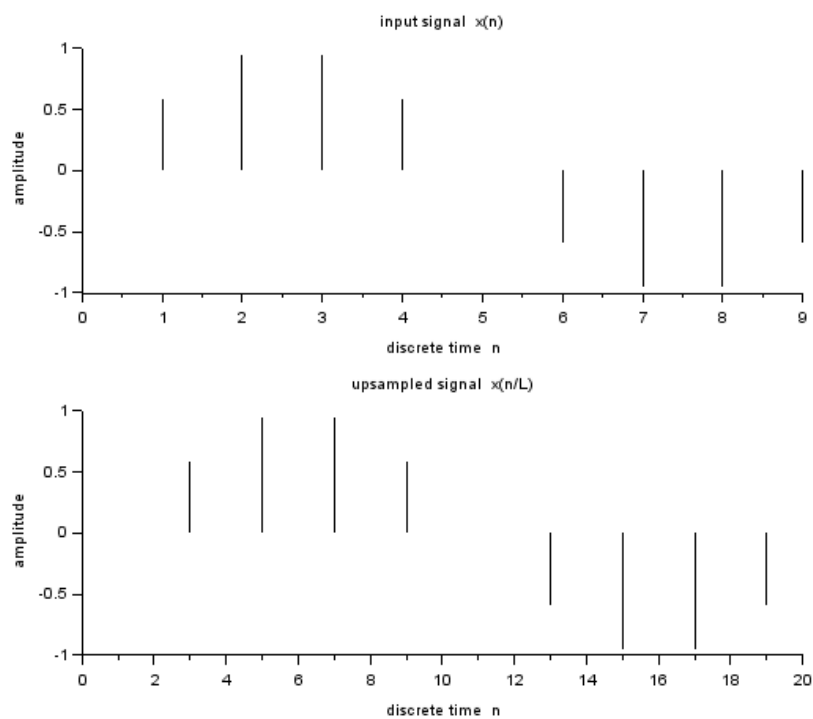 input signal x(n)
1
0.5
0
-0.5
-1
amplitude
0 1 2 3 4 5 6 7 8 9
discrete time n
upsampled signal x(n/L)
1
0.5
0
-0.5
-1
amplitude
0 2 4 6 8 10 12 14 16 18 20
discrete time n